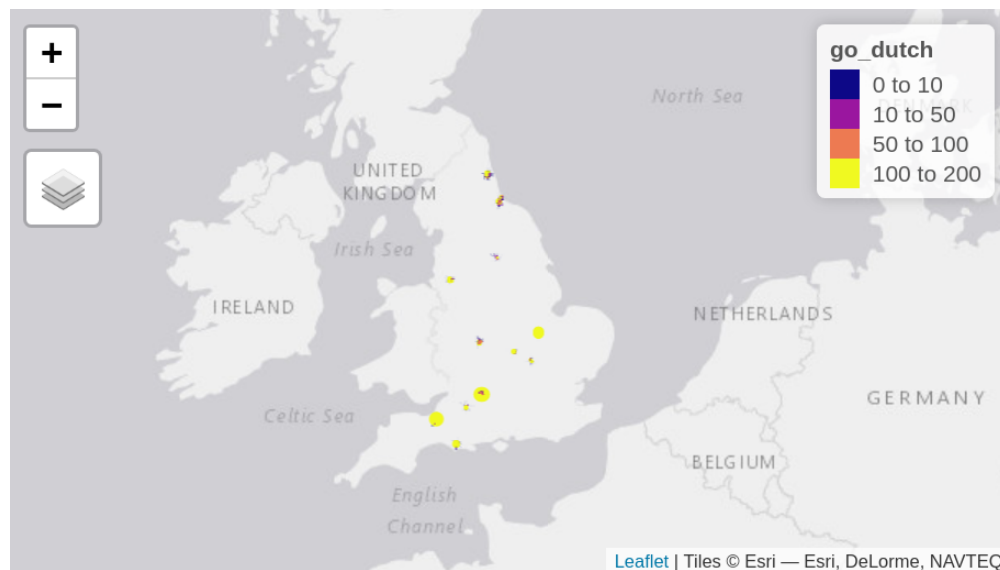 +
−
go_dutch
0 to 10
10 to 50
50 to 100
100 to 200
North Sea
DENMARK
UNITED
KINGDOM
Irish Sea
IRELAND
NETHERLANDS
GERMANY
Celtic Sea
BELGIUM
English
Channel
Leaflet | Tiles © Esri — Esri, DeLorme, NAVTEQ